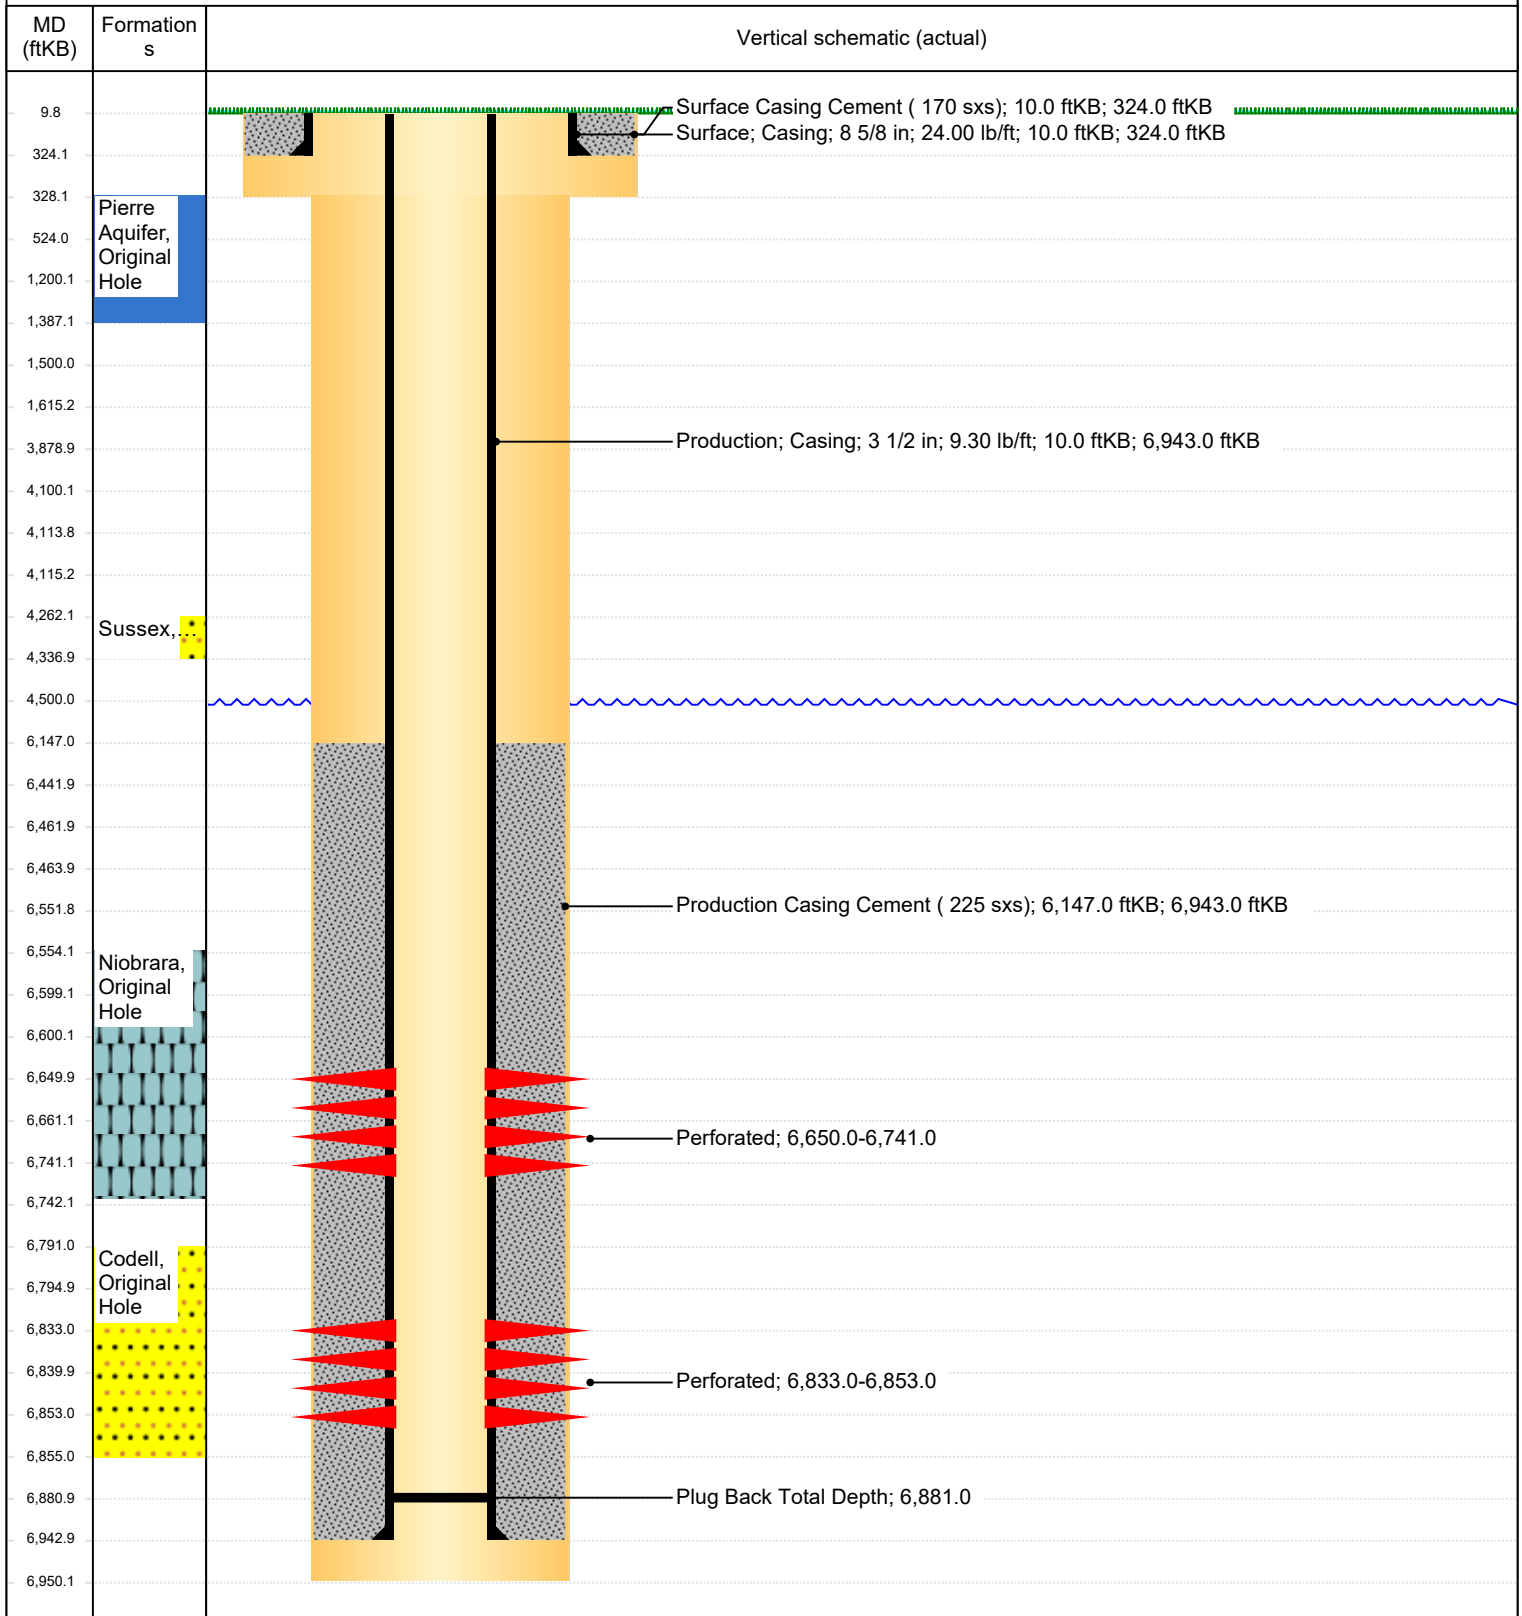 MD
(ftKB)
Formation
s
Vertical schematic (actual)
9.8
Surface Casing Cement ( 170 sxs); 10.0 ftKB; 324.0 ftKB
Surface; Casing; 8 5/8 in; 24.00 lb/ft; 10.0 ftKB; 324.0 ftKB
324.1
328.1
Pierre
Aquifer,
Original
Hole
524.0
1,200.1
1,387.1
1,500.0
1,615.2
Production; Casing; 3 1/2 in; 9.30 lb/ft; 10.0 ftKB; 6,943.0 ftKB
3,878.9
4,100.1
4,113.8
4,115.2
4,262.1
Sussex,...
4,336.9
4,500.0
6,147.0
6,441.9
6,461.9
6,463.9
Production Casing Cement ( 225 sxs); 6,147.0 ftKB; 6,943.0 ftKB
6,551.8
6,554.1
Niobrara,
Original
Hole
6,599.1
6,600.1
6,649.9
6,661.1
Perforated; 6,650.0-6,741.0
6,741.1
6,742.1
6,791.0
Codell,
Original
Hole
6,794.9
6,833.0
6,839.9
Perforated; 6,833.0-6,853.0
6,853.0
6,855.0
6,880.9
Plug Back Total Depth; 6,881.0
6,942.9
6,950.1